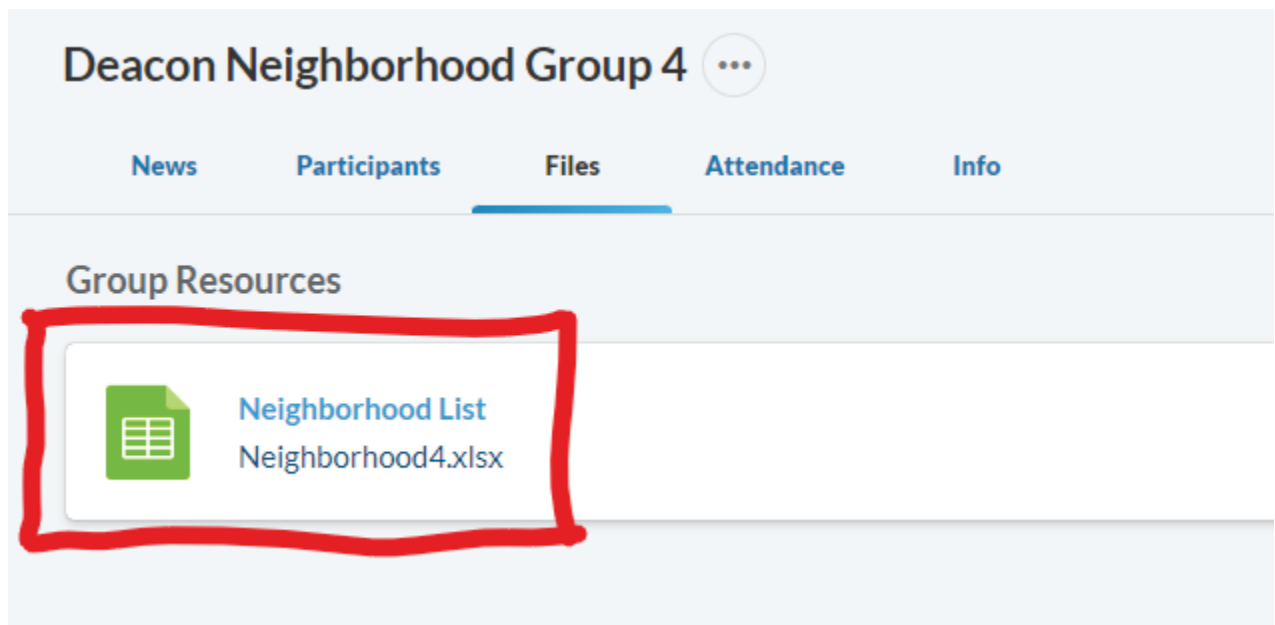 Deacon Neighborhood Group 4
News Participants Files Attendance Info
Group Resources
Neighborhood List
Neighborhood4.xlsx